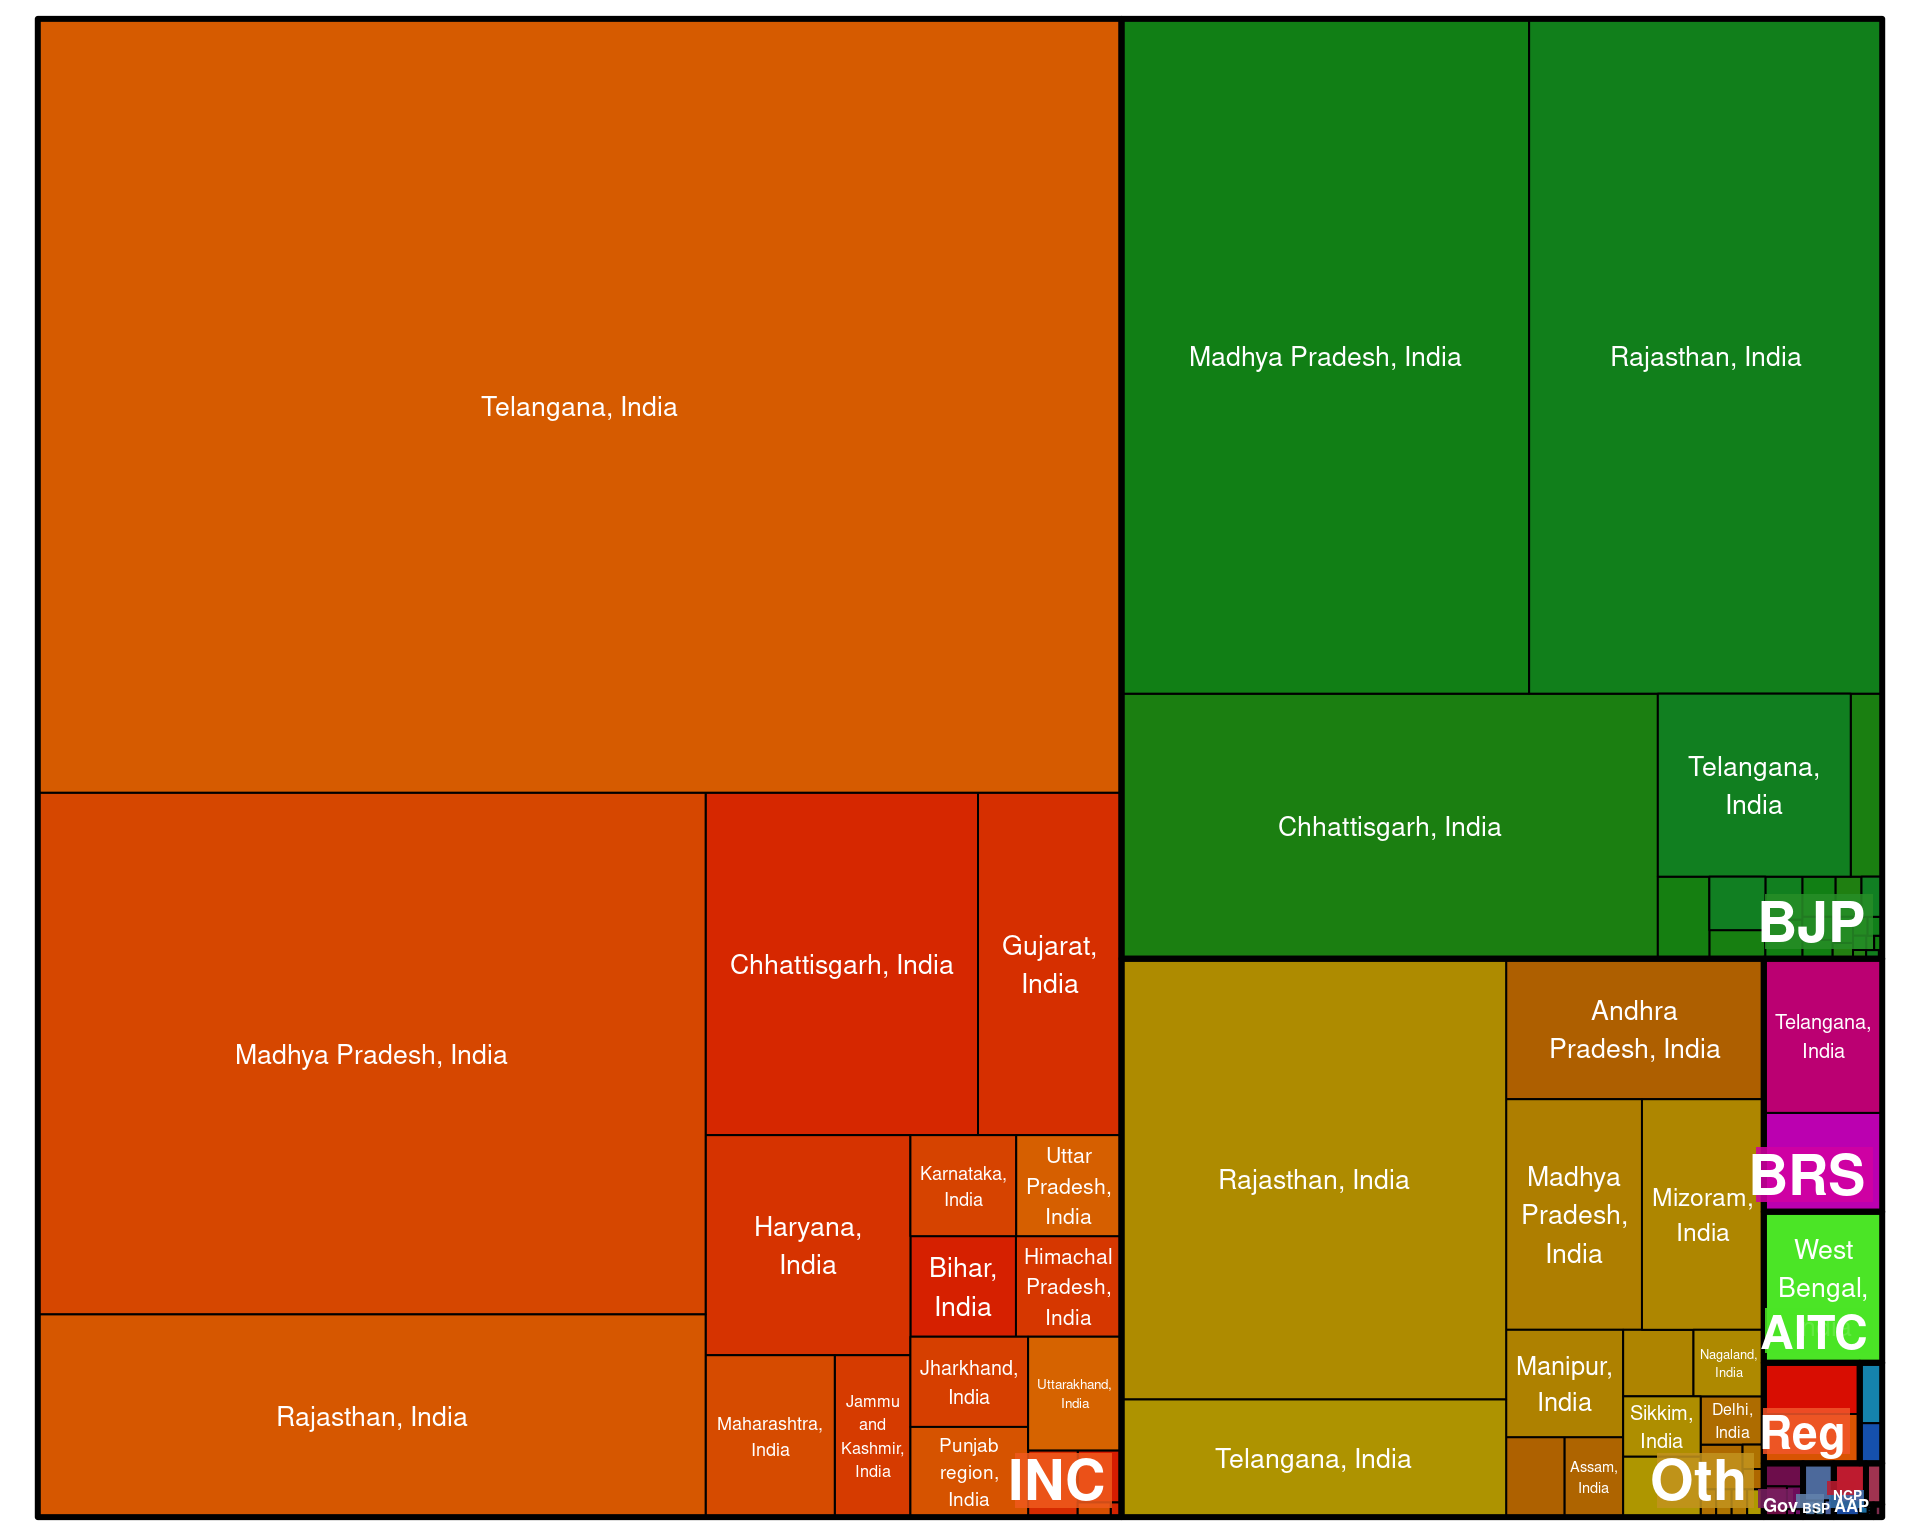 Telangana, India
Madhya Pradesh, India
Rajasthan, India
Chhattisgarh, India
Gujarat,
India
Haryana,
India
Karnataka,
India
Uttar
Pradesh,
India
Bihar,
India
Himachal
Pradesh,
India
Maharashtra,
India
Jammu
and
Kashmir,
India
Jharkhand,
India
Uttarakhand,
India
Punjab
region,
India
INC
Madhya Pradesh, India
Rajasthan, India
Chhattisgarh, India
Telangana,
India
BJP
Rajasthan, India
Telangana, India
Andhra
Pradesh, India
Madhya
Pradesh,
India
Mizoram,
India
Manipur,
India
Nagaland,
India
Sikkim,
India
Delhi,
India
Assam,
India
Oth
Telangana,
India
BRS
West
Bengal,
AITC
Reg
Gov
BSP
NCP
AAP